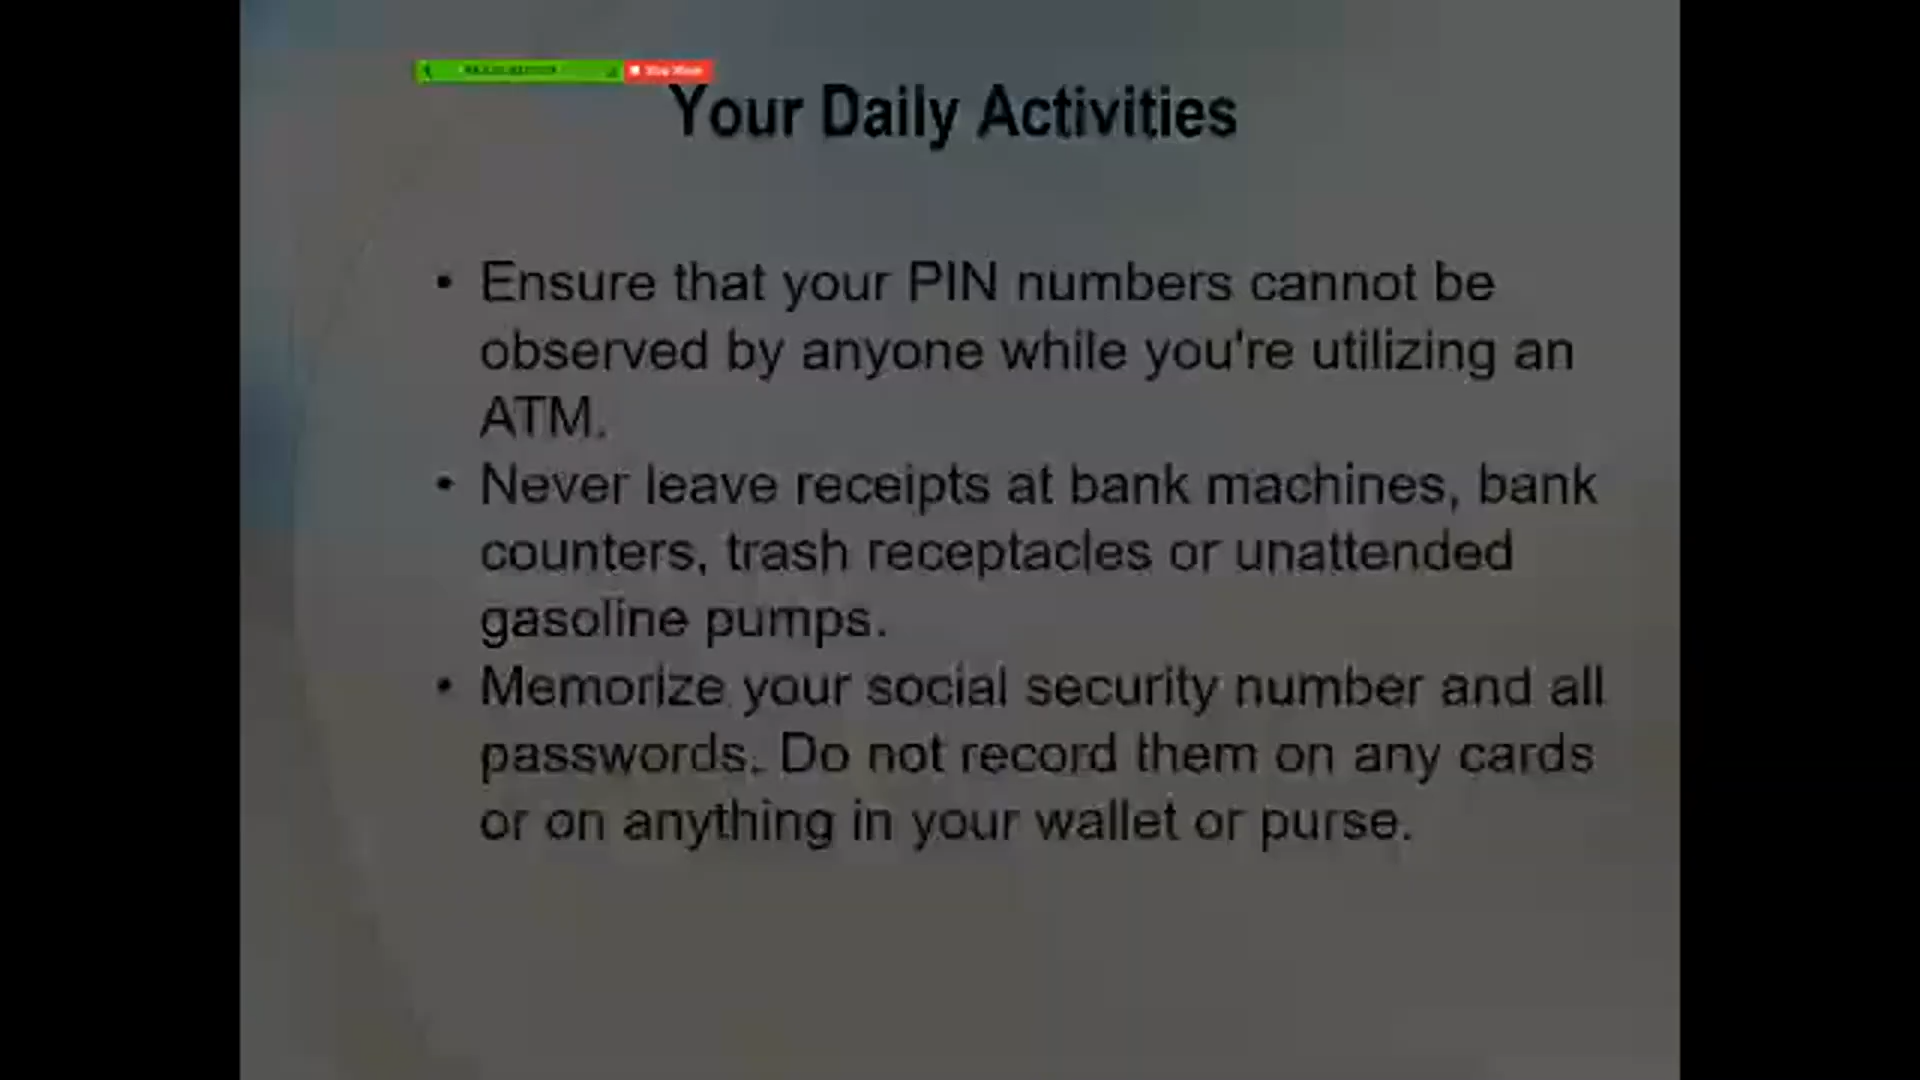 Your Daily Activities
• Ensure that your PIN numbers cannot be
observed by anyone while you're utilizing an
ATM.
• Never leave receipts at bank machines, bank
counters, trash receptacles or unattended
gasoline pumps.
• Memorize your social security number and all
passwords. Do not record them on any cards
or on anything in your wallet or purse.